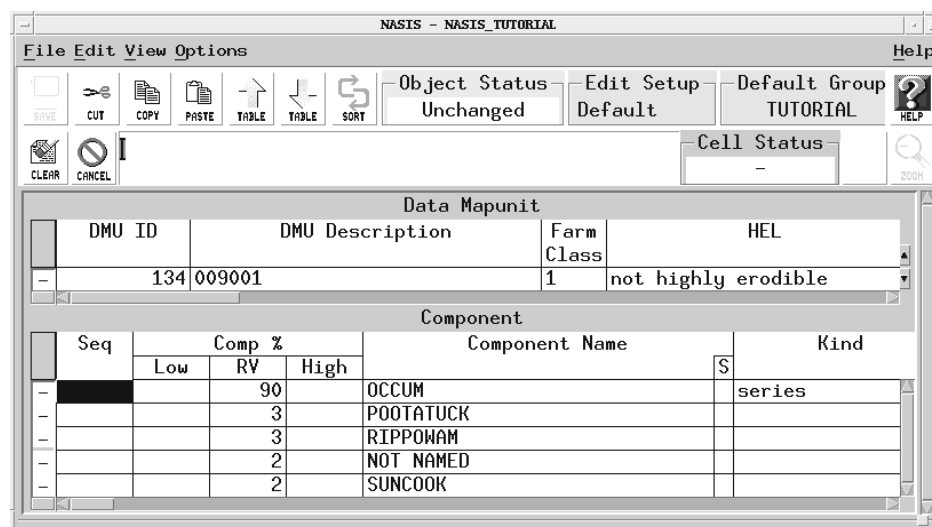 NASIS - NASIS_TUTORIAL
File Edit View Options Help
Object Status Edit Setup Default Group
SAVE CUT COPY PASTE TABLE TABLE SORT Unchanged Default TUTORIAL HELP
Cell Status
CLEAR CANCEL - ZOOM
Data Mapunit
DMU ID DMU Description Farm Class HEL
134 009001 1 not highly erodible
Component
Seq Comp % Component Name Kind
Low RV High S
90 OCCUM series
3 POOTATUCK
3 RIPPOWAM
2 NOT NAMED
2 SUNCOOK